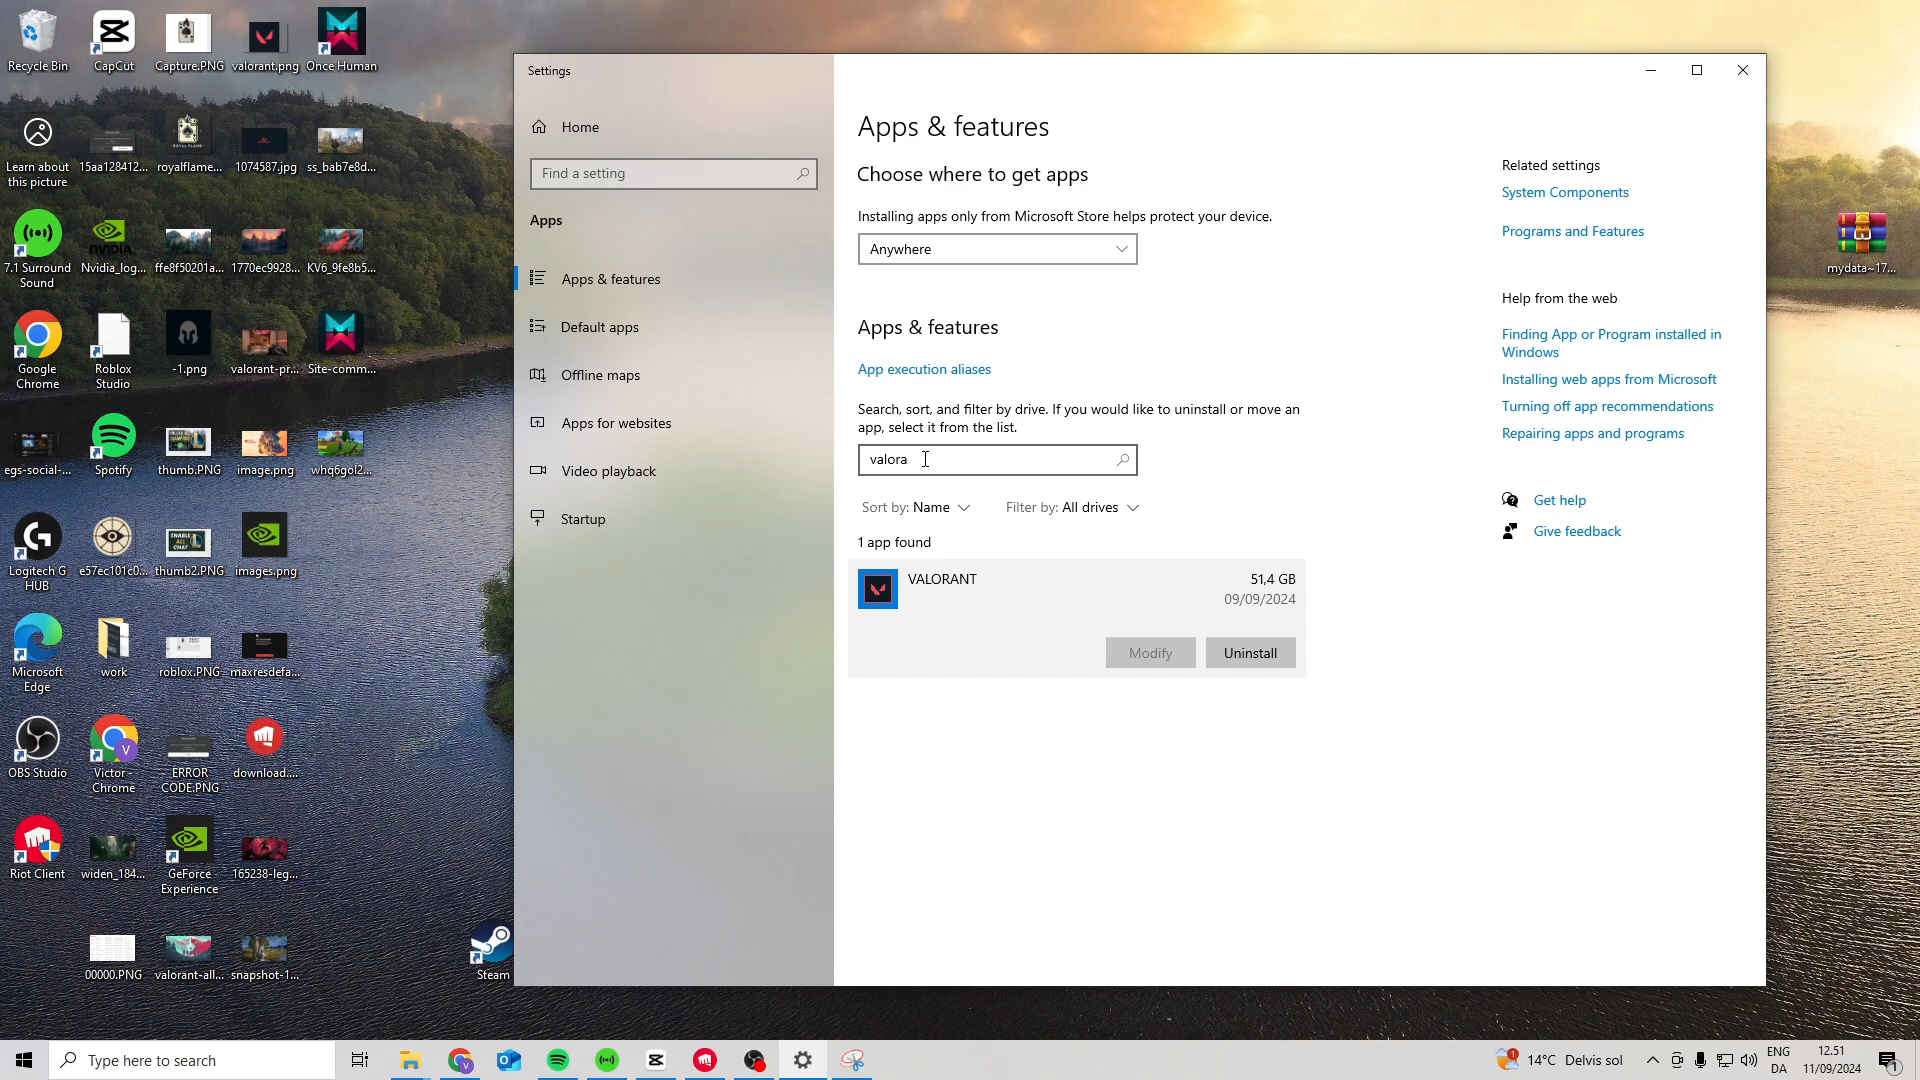 Recycle Bin
CapCut
Capture.PNG
valorant.png
Once Human
Learn about
this picture
15aa128412...
royalflame...
1074587.jpg
ss_bab7e8d...
7.1 Surround
Sound
Nvidia_log...
ffe8f50201a...
1770ec9928...
KV6_9fe8b5...
Google
Chrome
Roblox
Studio
-1.png
valorant-pr...
Site-comm...
egs-social-...
Spotify
thumb.PNG
image.png
whq6gol2...
Logitech G
HUB
e57ec101c0...
thumb2.PNG
images.png
Microsoft
Edge
work
roblox.PNG
maxresdefa...
OBS Studio
Victor -
Chrome
ERROR
CODE.PNG
download....
Riot Client
widen_184...
GeForce
Experience
165238-leg...
00000.PNG
valorant-all...
snapshot-1...
Steam
mydata~17...
Settings
Home
Find a setting
Apps
Apps & features
Default apps
Offline maps
Apps for websites
Video playback
Startup
Apps & features
Choose where to get apps
Installing apps only from Microsoft Store helps protect your device.
Anywhere
Apps & features
App execution aliases
Search, sort, and filter by drive. If you would like to uninstall or move an
app, select it from the list.
valora
Sort by: Name
Filter by: All drives
1 app found
VALORANT
51,4 GB
09/09/2024
Modify
Uninstall
Related settings
System Components
Programs and Features
Help from the web
Finding App or Program installed in
Windows
Installing web apps from Microsoft
Turning off app recommendations
Repairing apps and programs
Get help
Give feedback
Type here to search
14°C Delvis sol
ENG
DA
12.51
11/09/2024